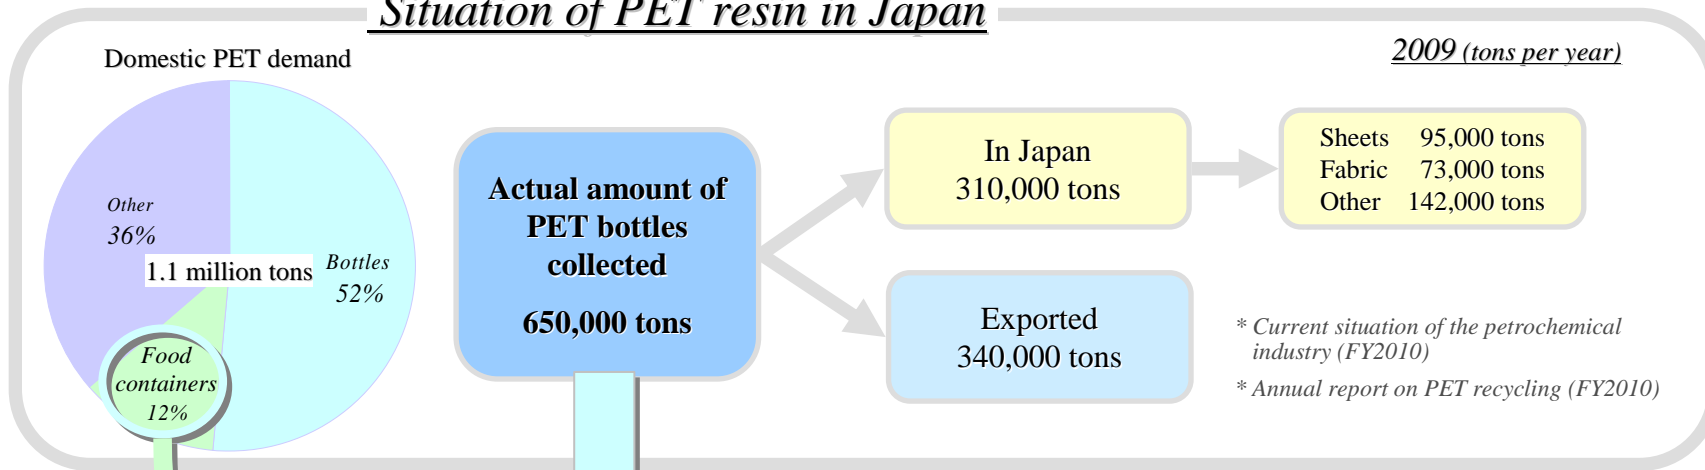 Situation of PET resin in Japan
2009 (tons per year)
Domestic PET demand
Other
36%
1.1 million tons
Bottles
52%
Food
containers
12%
Actual amount of
PET bottles
collected
650,000 tons
In Japan
310,000 tons
Exported
340,000 tons
Sheets 95,000 tons
Fabric 73,000 tons
Other 142,000 tons
* Current situation of the petrochemical
industry (FY2010)
* Annual report on PET recycling (FY2010)